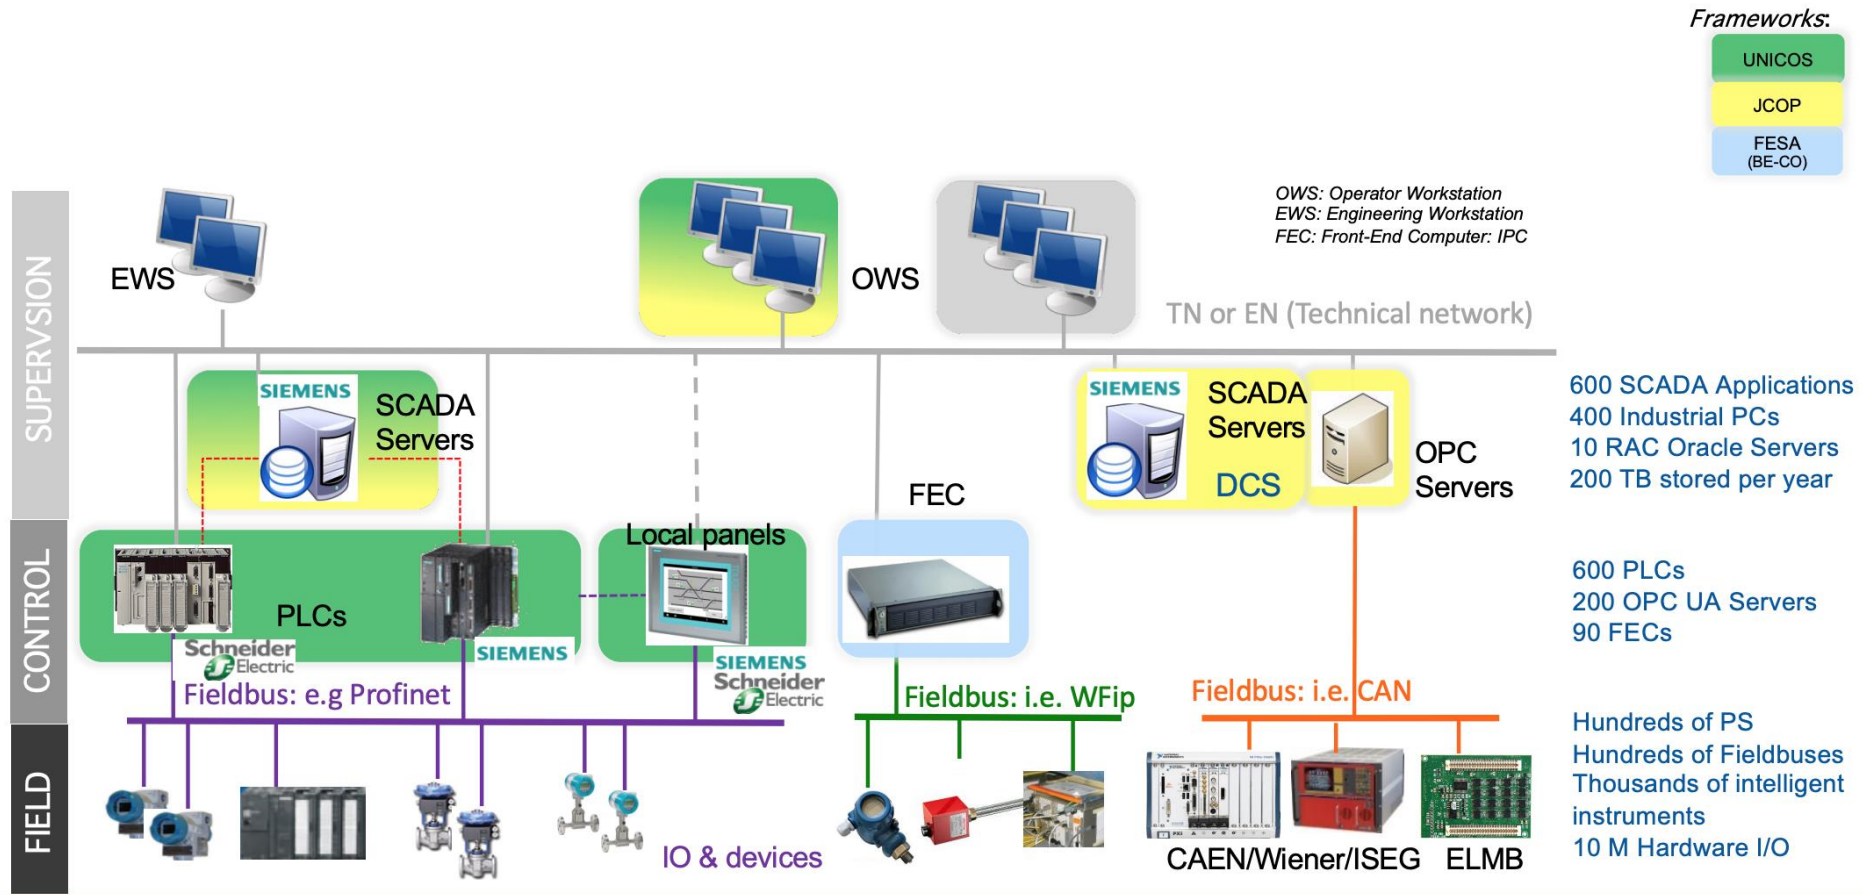 Frameworks:
UNICOS
JCOP
FESA
(BE-CO)
OWS: Operator Workstation
EWS: Engineering Workstation
FEC: Front-End Computer: IPC
EWS
OWS
TN or EN (Technical network)
SUPERVSION
SIEMENS
SCADA
Servers
SIEMENS
SCADA
Servers
DCS
OPC
Servers
600 SCADA Applications
400 Industrial PCs
10 RAC Oracle Servers
200 TB stored per year
FEC
CONTROL
Local panels
PLCs
Schneider
Electric
SIEMENS
SIEMENS
Schneider
Electric
600 PLCs
200 OPC UA Servers
90 FECs
Fieldbus: e.g Profinet
Fieldbus: i.e. WFip
Fieldbus: i.e. CAN
FIELD
IO & devices
CAEN/Wiener/ISEG
ELMB
Hundreds of PS
Hundreds of Fieldbuses
Thousands of intelligent
instruments
10 M Hardware I/O